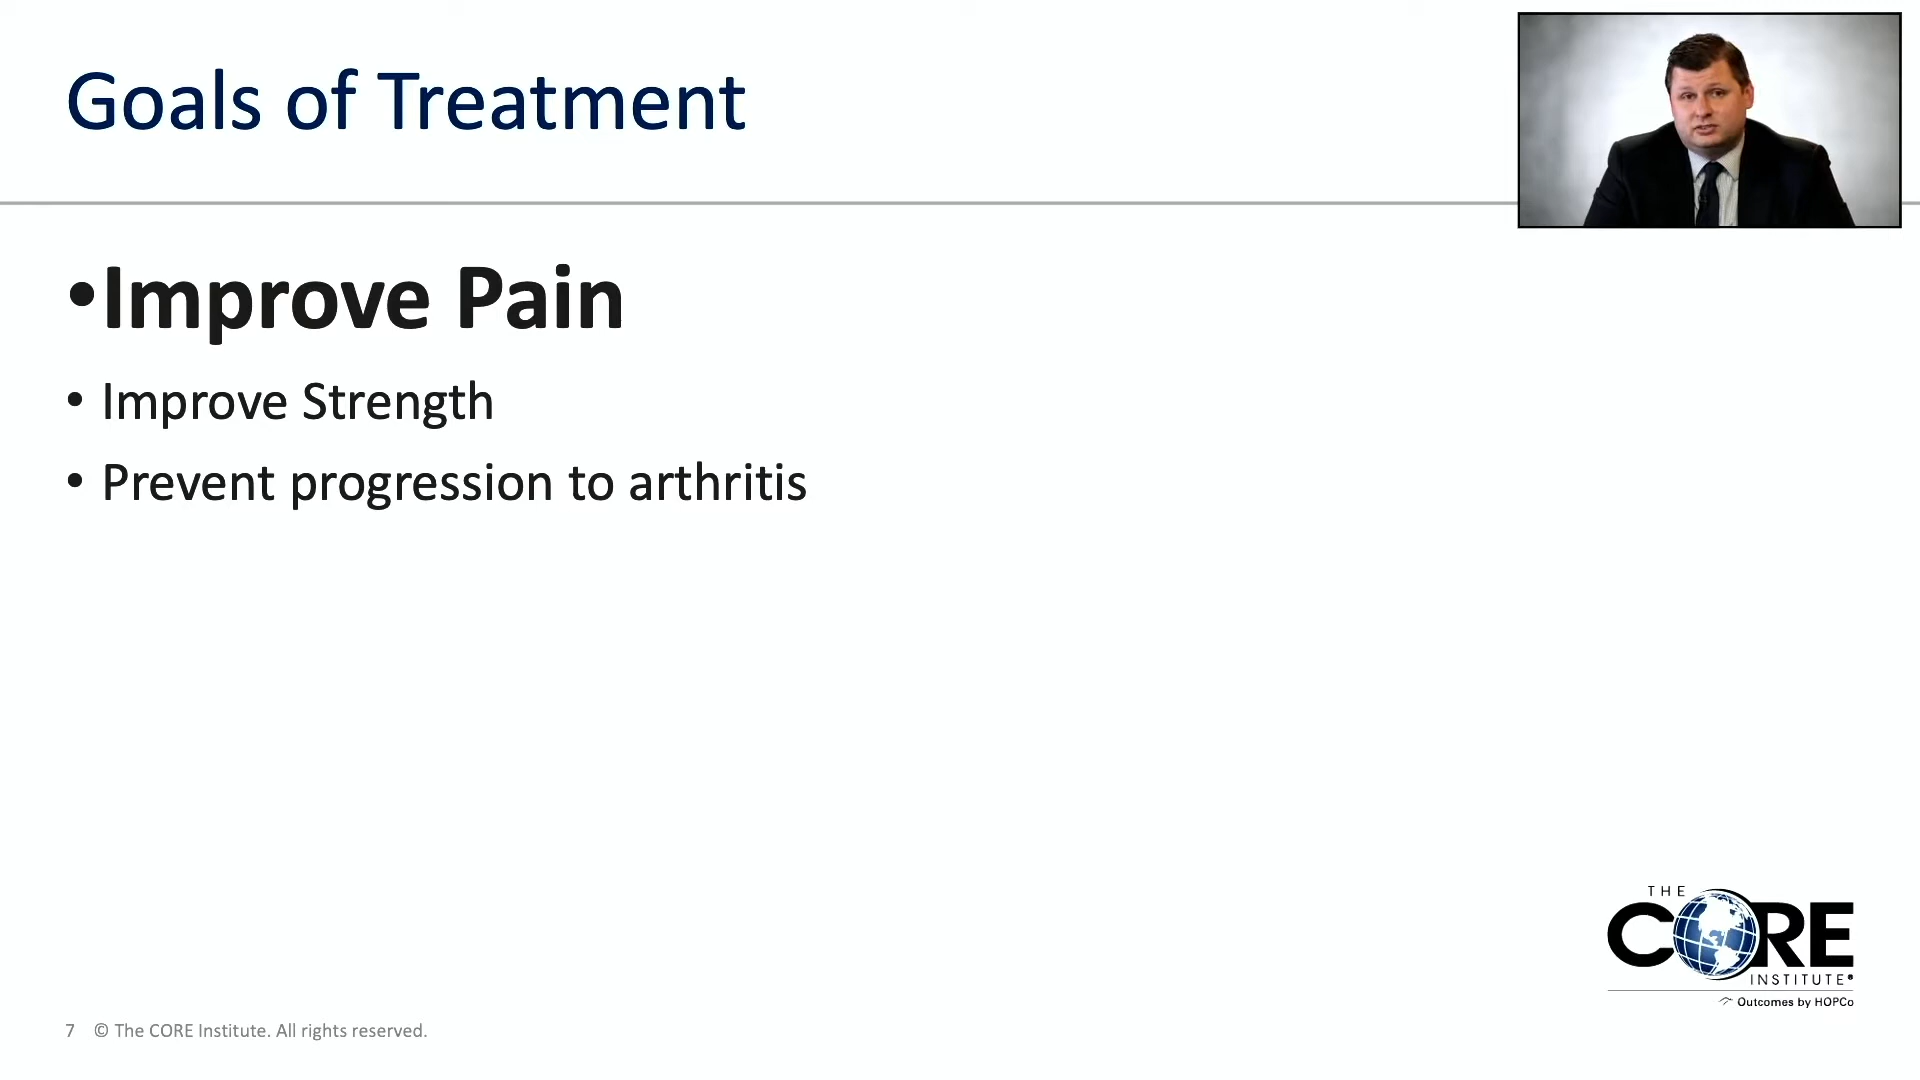 Goals of Treatment
•Improve Pain
• Improve Strength
• Prevent progression to arthritis
THE
CORE
INSTITUTE®
Outcomes by HOPCo
7 © The CORE Institute. All rights reserved.